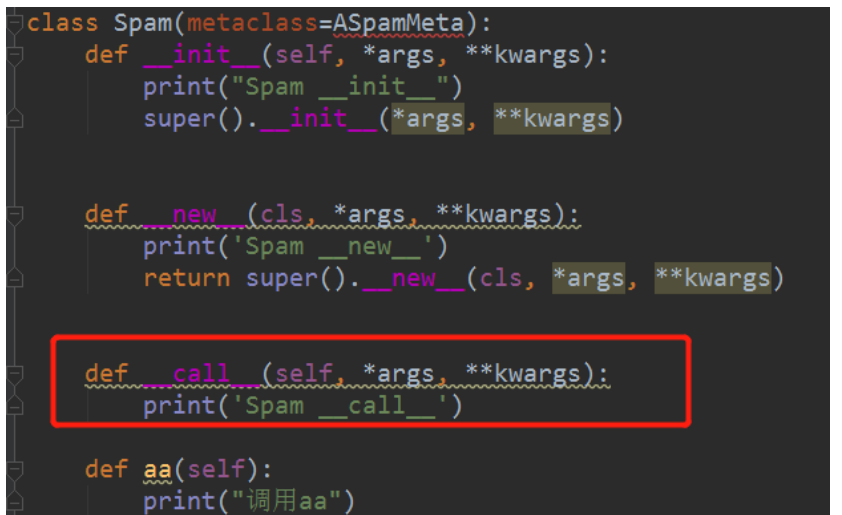 class Spam(metaclass=ASpamMeta):
    def __init__(self, *args, **kwargs):
        print("Spam __init__")
        super().__init__(*args, **kwargs)
    def __new__(cls, *args, **kwargs):
        print('Spam __new__')
        return super().__new__(cls, *args, **kwargs)
    def __call__(self, *args, **kwargs):
        print('Spam __call__')
    def aa(self):
        print("调用aa")